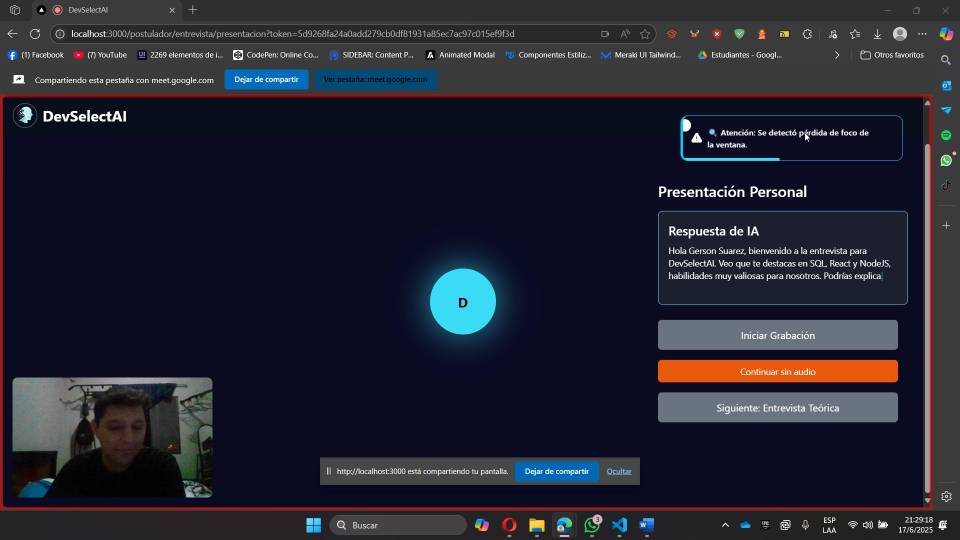 DevSelectAI
localhost:3000/postulador/entrevista/presentacion?token=5d9268fa24a0add279cb0df81931a85ec7ac97c015ef9f3d
(1) Facebook
(7) YouTube
2269 elementos de i...
CodePen: Online Co...
SIDEBAR: Content P...
Animated Modal
Componentes Estiliz...
Meraki UI Tailwind...
Estudiantes - Googl...
Otros favoritos
Compartiendo esta pestaña con meet.google.com
Dejar de compartir
Ver pestaña: meet.google.com
DevSelectAI
Atención: Se detectó pérdida de foco de
la ventana.
Presentación Personal
Respuesta de IA
Hola Gerson Suarez, bienvenido a la entrevista para
DevSelectAI. Veo que te destacas en SQL, React y NodeJS,
habilidades muy valiosas para nosotros. Podrías explica
D
Iniciar Grabación
Continuar sin audio
Siguiente: Entrevista Teórica
http://localhost:3000 está compartiendo tu pantalla.
Dejar de compartir
Ocultar
Buscar
3
ESP
LAA
21:29:18
17/6/2025